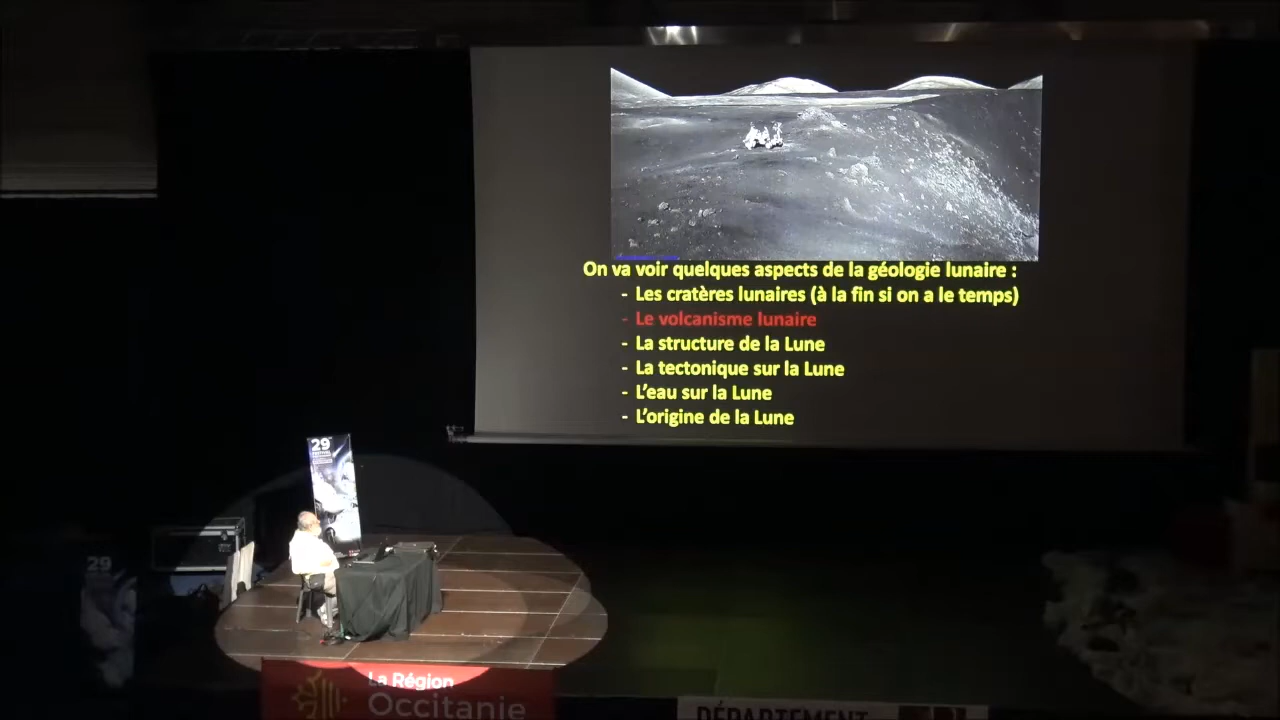 On va voir quelques aspects de la géologie lunaire :
- Les cratères lunaires (à la fin si on a le temps)
- Le volcanisme lunaire
- La structure de la Lune
- La tectonique sur la Lune
- L'eau sur la Lune
- L'origine de la Lune
29
FESTIVAL
29
La Région
Occitanie
DÉPARTEMENT